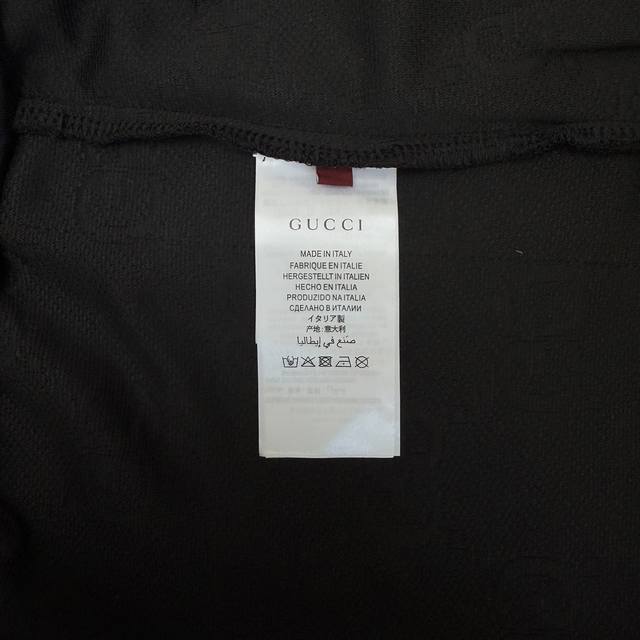 GUCCI
MADE IN ITALY
FABRIQUE EN ITALIE
HERGESTELLT IN ITALIEN
HECHO EN ITALIA
PRODUZIDO NA ITALIA
СДЕЛАНО В ИТАЛИИ
イタリア製
产地: 意大利
صنع في إيطاليا